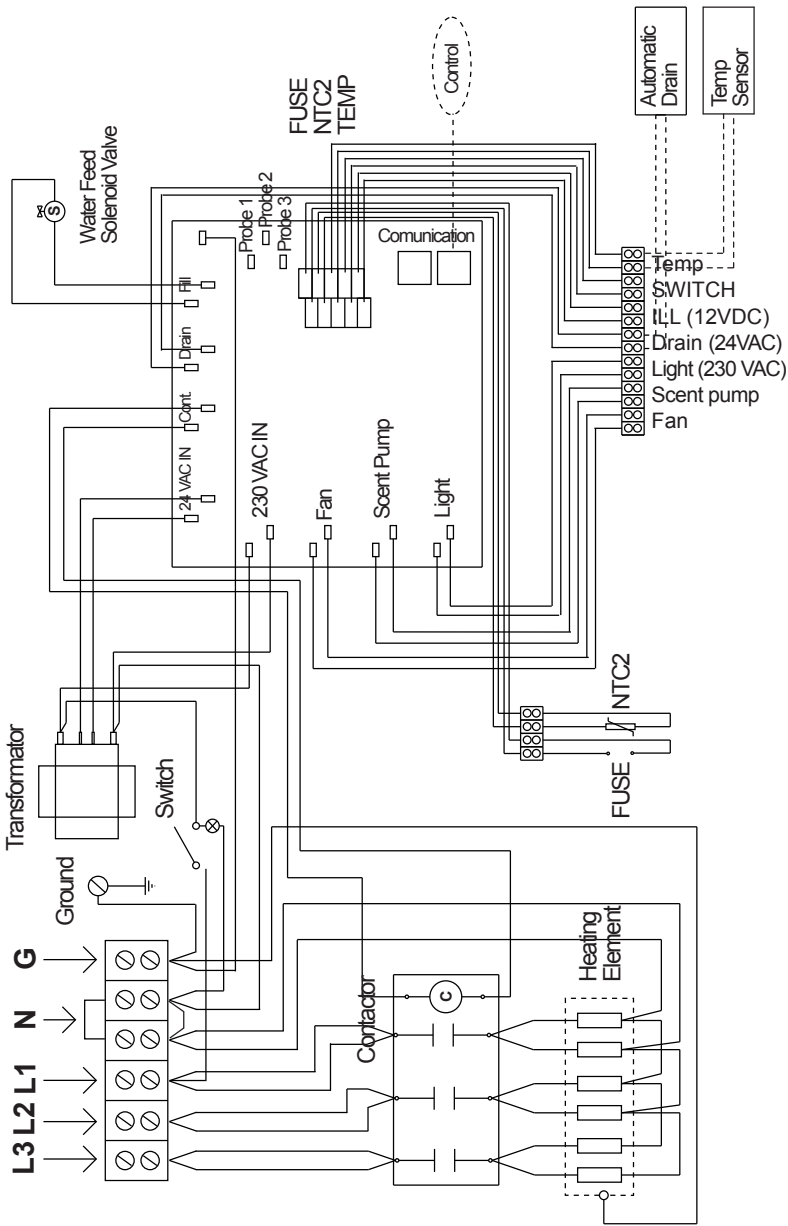 L3
L2
L1
N
G
Ground
Transformator
Switch
Contactor
C
Heating
Element
FUSE
NTC2
24 VAC IN
Cont.
Drain
Fill
230 VAC IN
Fan
Scent Pump
Light
Probe 1
Probe 2
Probe 3
Comunication
Water Feed
Solenoid Valve
S
FUSE
NTC2
TEMP
Control
Temp
SWITCH
ILL (12VDC)
Drain (24VAC)
Light (230 VAC)
Scent pump
Fan
Automatic
Drain
Temp
Sensor